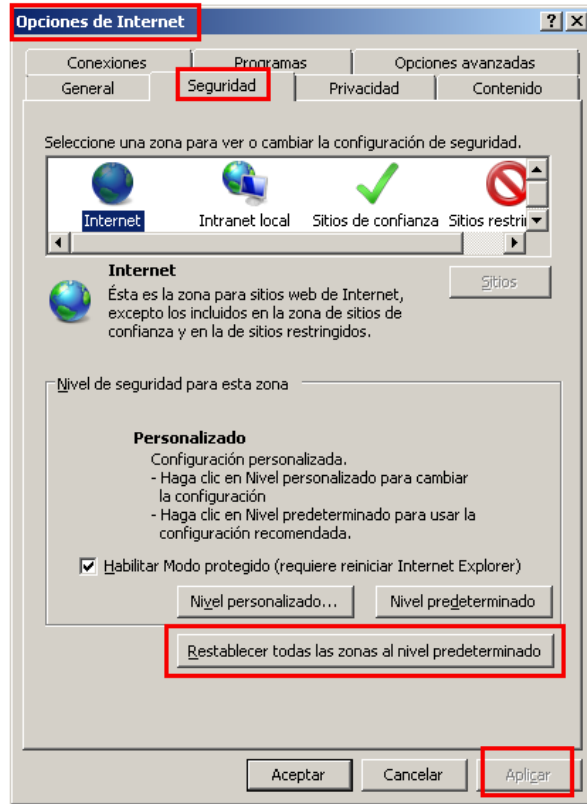 Opciones de Internet
Conexiones Programas Opciones avanzadas
General Seguridad Privacidad Contenido
Seleccione una zona para ver o cambiar la configuración de seguridad.
Internet Intranet local Sitios de confianza Sitios restri
Internet
Sitios
Ésta es la zona para sitios web de Internet,
excepto los incluidos en la zona de sitios de
confianza y en la de sitios restringidos.
Nivel de seguridad para esta zona
Personalizado
Configuración personalizada.
- Haga clic en Nivel personalizado para cambiar
la configuración
- Haga clic en Nivel predeterminado para usar la
configuración recomendada.
Habilitar Modo protegido (requiere reiniciar Internet Explorer)
Nivel personalizado... Nivel predeterminado
Restablecer todas las zonas al nivel predeterminado
Aceptar Cancelar Aplicar